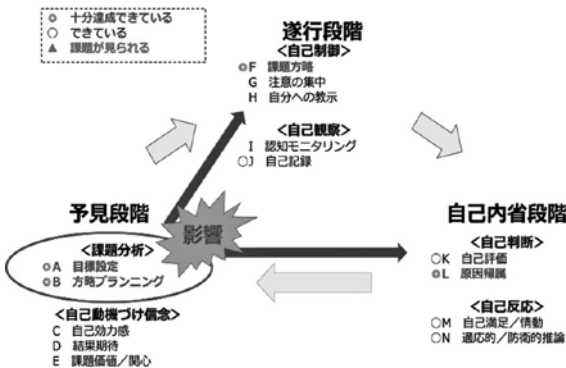 ◎ 十分達成できている
○ できている
▲ 課題が見られる
遂行段階
<自己制御>
◎F 課題方略
G 注意の集中
H 自分への教示
<自己観察>
I 認知モニタリング
○J 自己記録
予見段階
<課題分析>
◎A 目標設定
◎B 方略プランニング
影響
<自己動機づけ信念>
C 自己効力感
D 結果期待
E 課題価値/関心
自己内省段階
<自己判断>
○K 自己評価
◎L 原因帰属
<自己反応>
○M 自己満足/情動
○N 適応的/防衛的推論